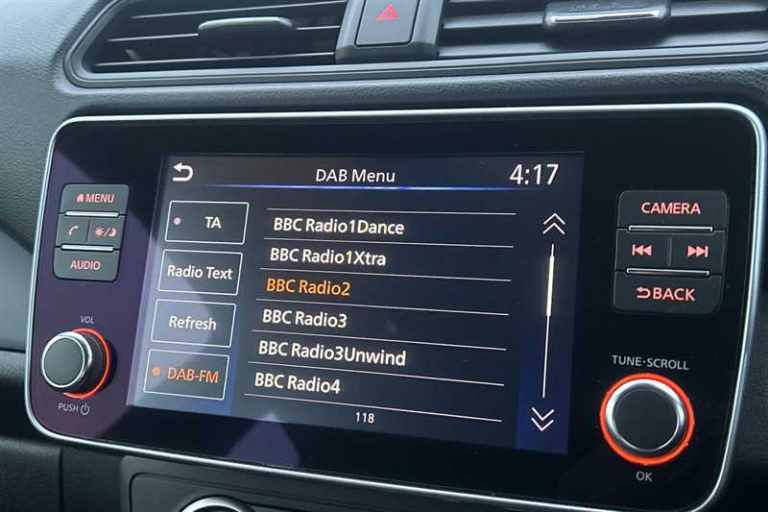 DAB Menu
4:17
MENU
AUDIO
VOL
PUSH
TA
Radio Text
Refresh
DAB-FM
BBC Radio1Dance
BBC Radio1Xtra
BBC Radio2
BBC Radio3
BBC Radio3Unwind
BBC Radio4
118
CAMERA
BACK
TUNE·SCROLL
OK